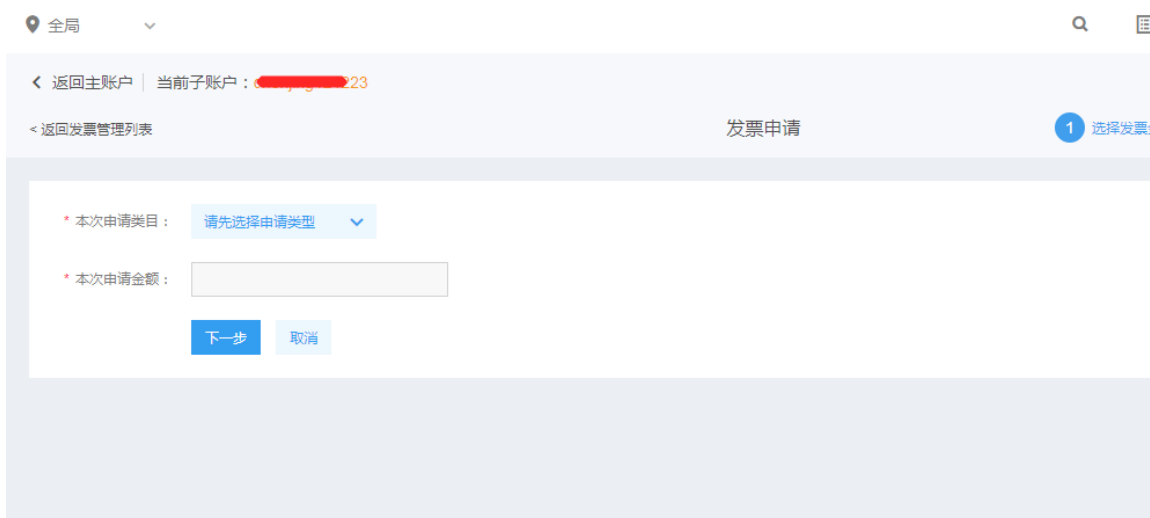 全局
< 返回主账户 当前子账户：223
< 返回发票管理列表
发票申请
1 选择发票
* 本次申请类目：
请先选择申请类型
* 本次申请金额：
下一步 取消